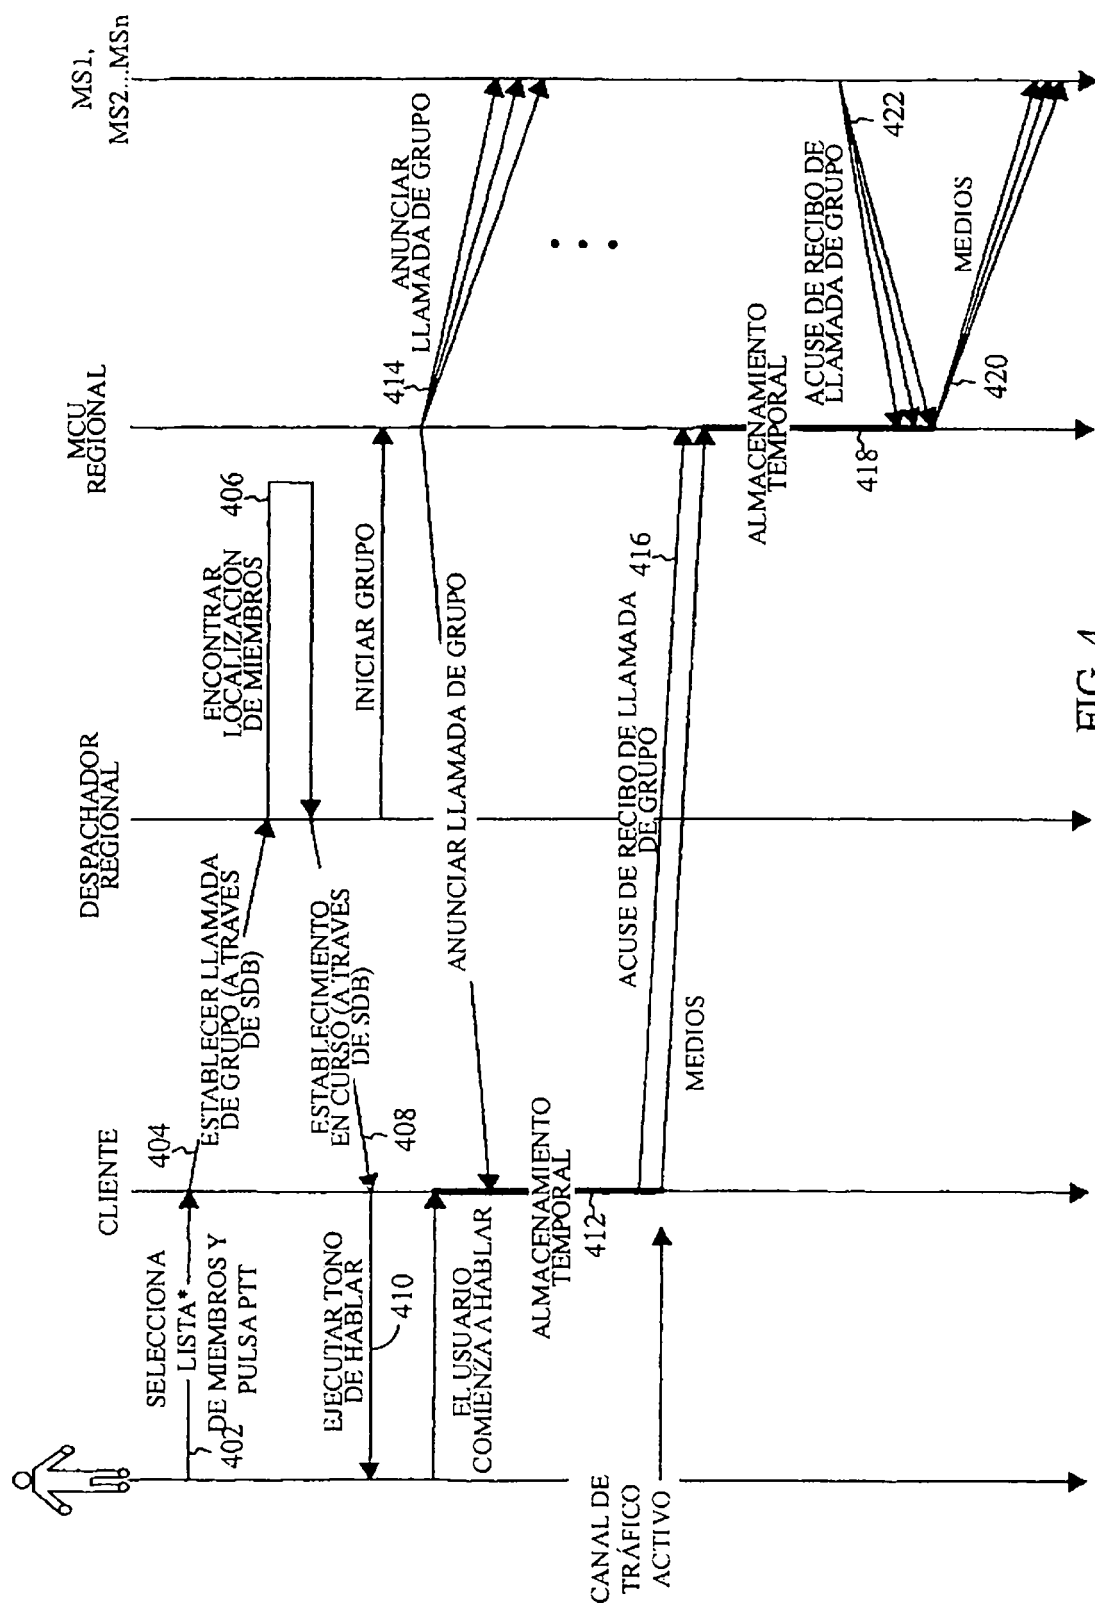 CLIENTE
DESPACHADOR
REGIONAL
MCU
REGIONAL
MS1,
MS2...MSn
SELECCIONA
LISTA*
DE MIEMBROS Y
PULSA PTT
402
404
ESTABLECER LLAMADA
DE GRUPO (A TRAVES
DE SDB)
ENCONTRAR
LOCALIZACION
DE MIEMBROS
406
ESTABLECIMIENTO
EN CURSO (A TRAVES
DE SDB)
408
EJECUTAR TONO
DE HABLAR
410
INICIAR GRUPO
414
ANUNCIAR
LLAMADA DE GRUPO
ANUNCIAR LLAMADA DE GRUPO
EL USUARIO
COMIENZA A HABLAR
ALMACENAMIENTO
TEMPORAL
412
CANAL DE
TRÁFICO
ACTIVO
ACUSE DE RECIBO DE LLAMADA
DE GRUPO
416
MEDIOS
ALMACENAMIENTO
TEMPORAL
418
ACUSE DE RECIBO DE
LLAMADA DE GRUPO
422
MEDIOS
420
FIG. 4